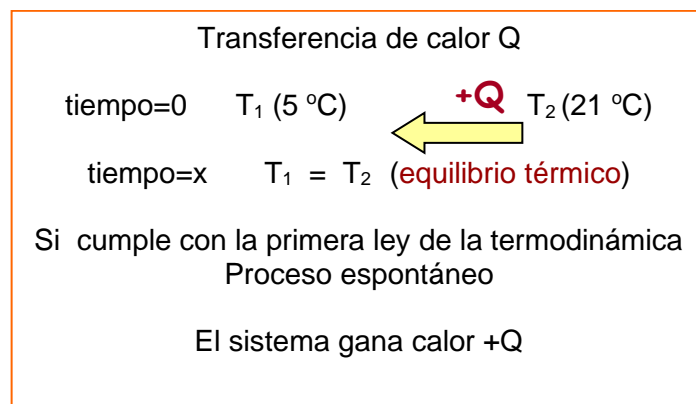 Transferencia de calor Q
tiempo=0 T₁ (5 ºC) +Q T₂ (21 ºC)
tiempo=x T₁ = T₂ (equilibrio térmico)
Si cumple con la primera ley de la termodinámica
Proceso espontáneo
El sistema gana calor +Q